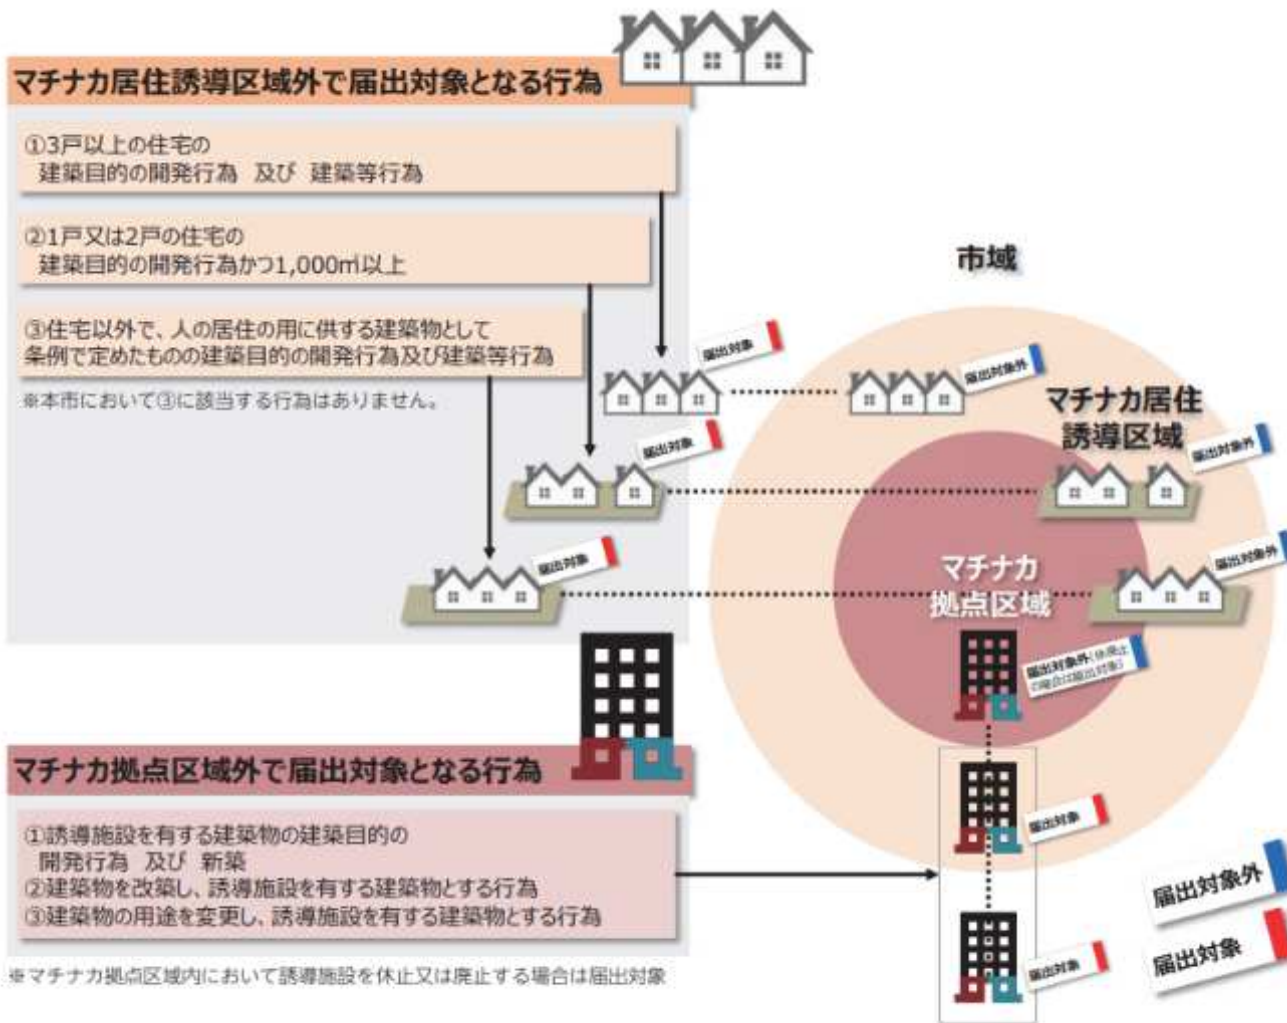 マチナカ居住誘導区域外で届出対象となる行為
①3戸以上の住宅の
建築目的の開発行為 及び 建築等行為
②1戸又は2戸の住宅の
建築目的の開発行為かつ1,000㎡以上
③住宅以外で、人の居住の用に供する建築物として
条例で定めたものの建築目的の開発行為及び建築等行為
※本市において③に該当する行為はありません。
市域
届出対象
届出対象外
マチナカ居住
誘導区域
届出対象
届出対象外
届出対象
届出対象外
マチナカ
拠点区域
届出対象外(休廃止
の場合は届出対象)
マチナカ拠点区域外で届出対象となる行為
①誘導施設を有する建築物の建築目的の
開発行為 及び 新築
②建築物を改築し、誘導施設を有する建築物とする行為
③建築物の用途を変更し、誘導施設を有する建築物とする行為
※マチナカ拠点区域内において誘導施設を休止又は廃止する場合は届出対象
届出対象
届出対象
届出対象外
届出対象